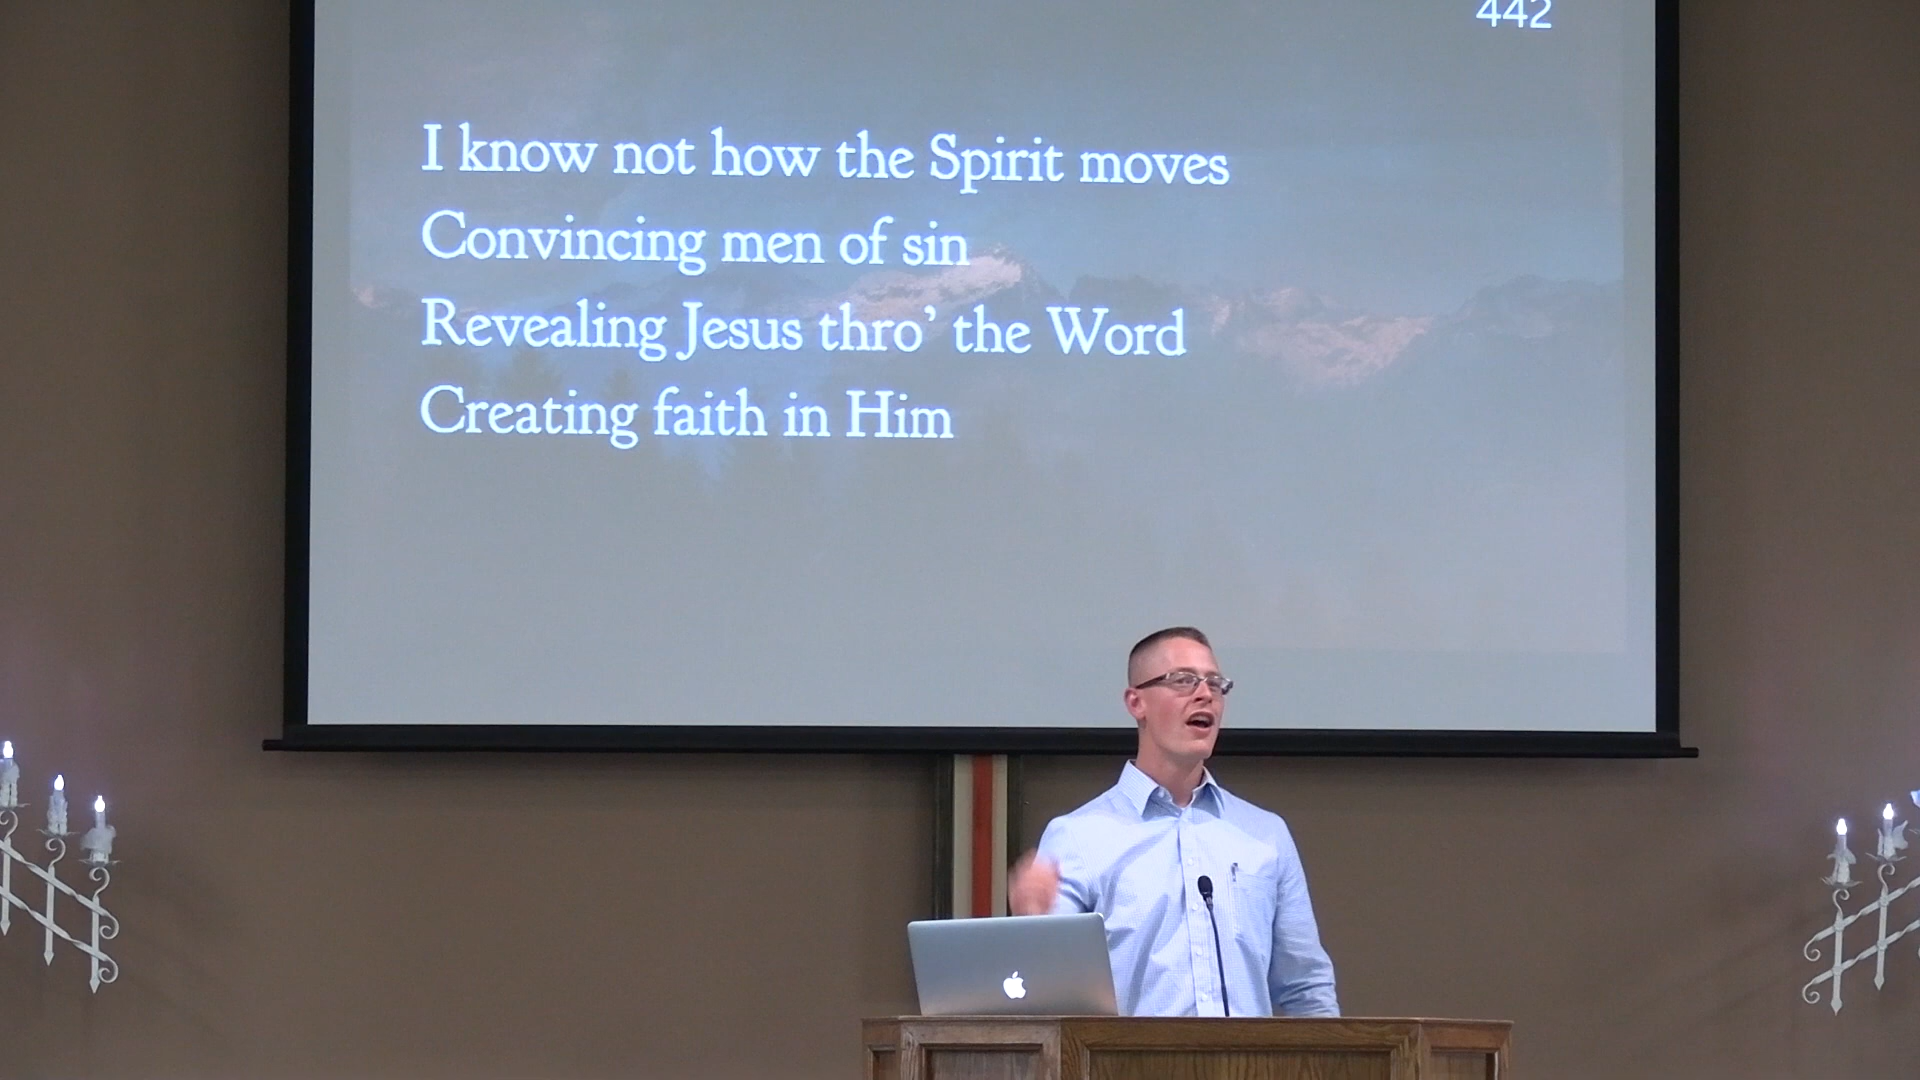 442
I know not how the Spirit moves
Convincing men of sin
Revealing Jesus thro’ the Word
Creating faith in Him